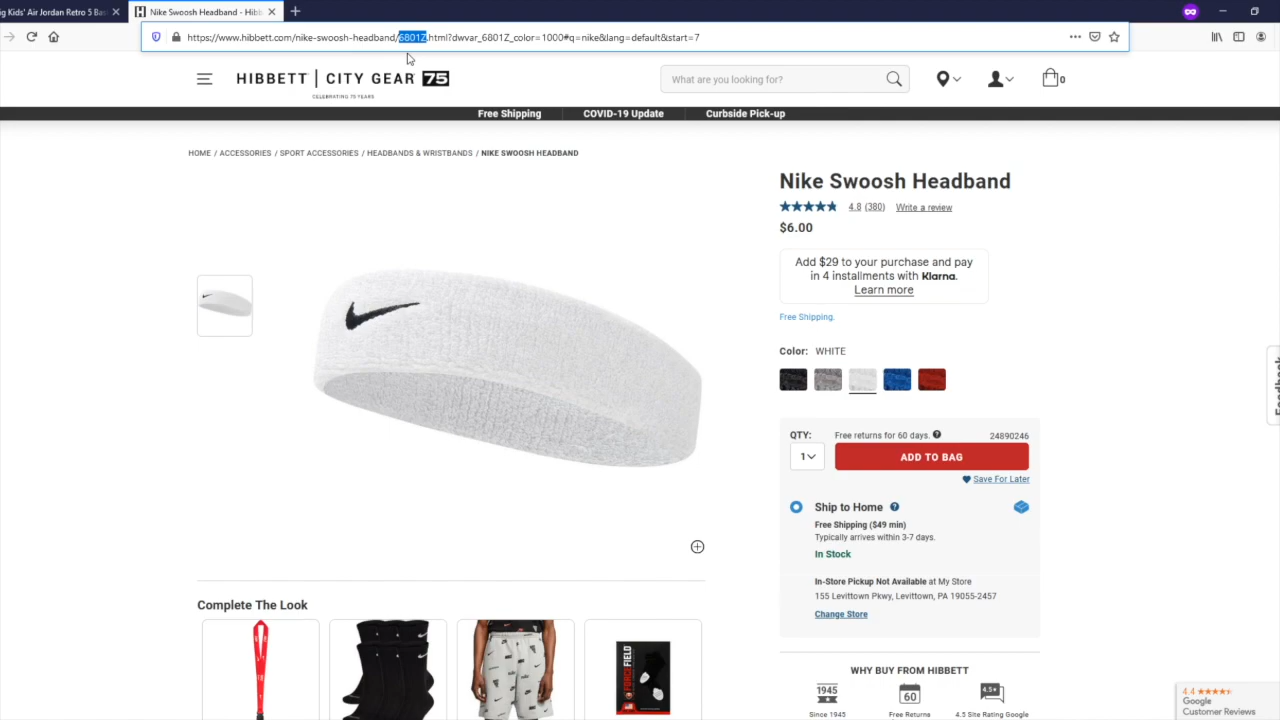 ig Kids' Air Jordan Retro 5 Bas
Nike Swoosh Headband - Hibb
https://www.hibbett.com/nike-swoosh-headband/6801Z.html?dwvar_6801Z_color=1000#q=nike&lang=default&start=7
HIBBETT | CITY GEAR 75
CELEBRATING 75 YEARS
What are you looking for?
0
Free Shipping
COVID-19 Update
Curbside Pick-up
HOME / ACCESSORIES / SPORT ACCESSORIES / HEADBANDS & WRISTBANDS / NIKE SWOOSH HEADBAND
Nike Swoosh Headband
4.8 (380) Write a review
$6.00
Add $29 to your purchase and pay
in 4 installments with Klarna.
Learn more
Free Shipping.
Color: WHITE
QTY:
Free returns for 60 days.
24890246
1
ADD TO BAG
Save For Later
Ship to Home
Free Shipping ($49 min)
Typically arrives within 3-7 days.
In Stock
In-Store Pickup Not Available at My Store
155 Levittown Pkwy, Levittown, PA 19055-2457
Change Store
Feedback
Complete The Look
FORCEFIELD
WHY BUY FROM HIBBETT
1945
60
4.5★
Since 1945
Free Returns
4.5 Site Rating Google
4.4
Google
Customer Reviews